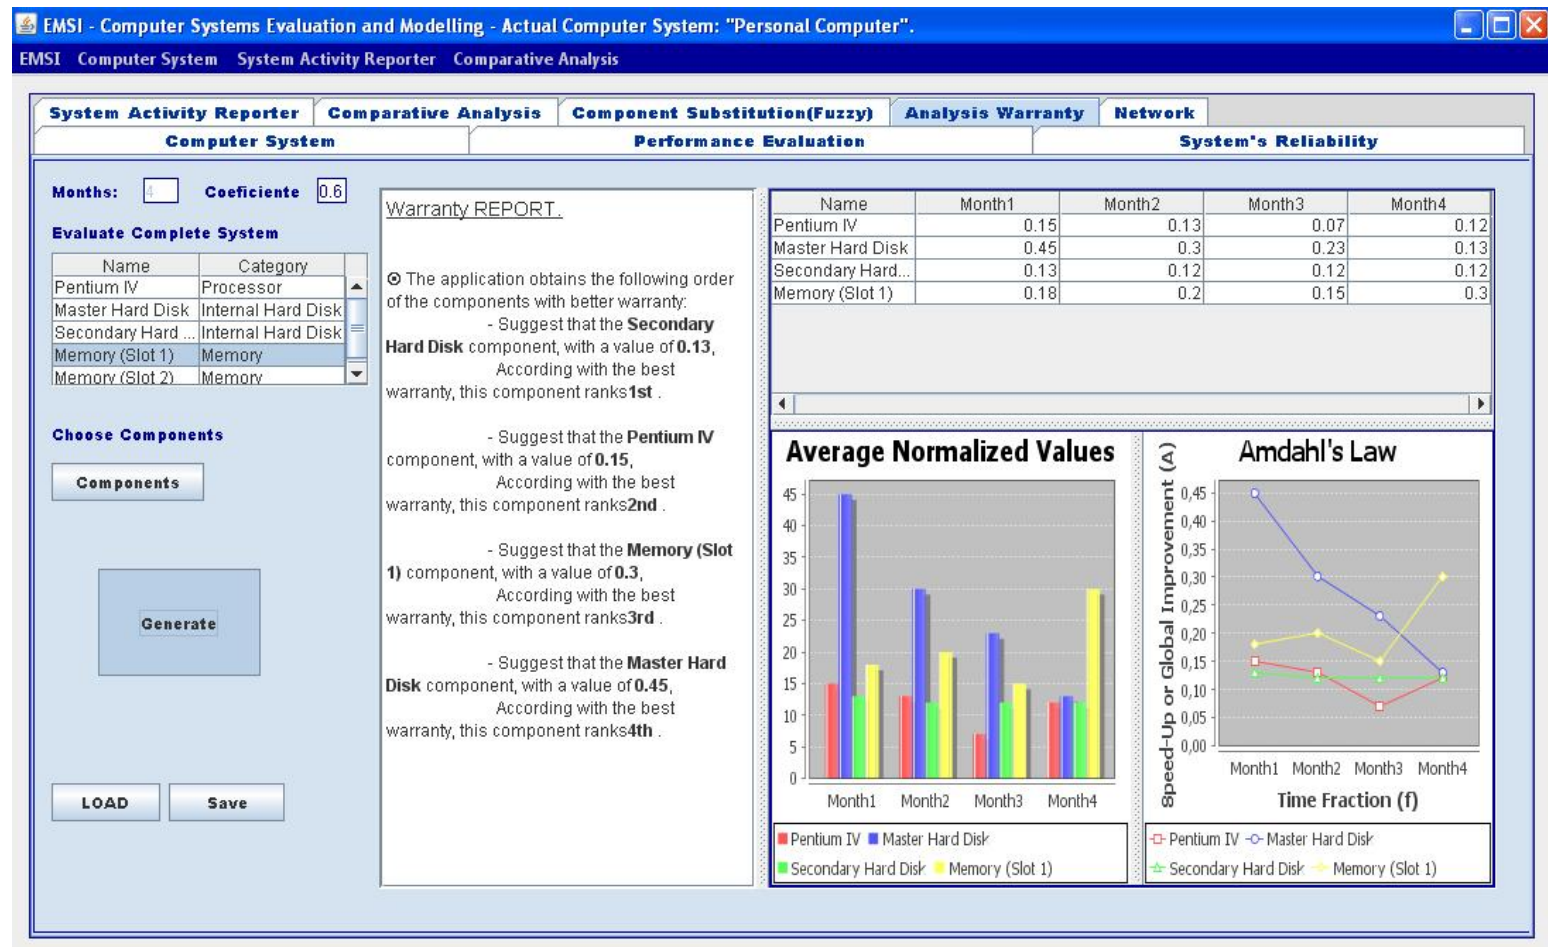 EMSI - Computer Systems Evaluation and Modelling - Actual Computer System: "Personal Computer".
EMSI Computer System System Activity Reporter Comparative Analysis
System Activity Reporter Comparative Analysis Component Substitution(Fuzzy) Analysis Warranty Network
Computer System Performance Evaluation System's Reliability
Months: 4 Coeficiente 0.6
Evaluate Complete System
Name Category
Pentium IV Processor
Master Hard Disk Internal Hard Disk
Secondary Hard ... Internal Hard Disk
Memory (Slot 1) Memory
Memory (Slot 2) Memory
Choose Components
Components
Generate
LOAD Save
Warranty REPORT.
The application obtains the following order
of the components with better warranty:
- Suggest that the Secondary
Hard Disk component, with a value of 0.13,
According with the best
warranty, this component ranks1st .
- Suggest that the Pentium IV
component, with a value of 0.15,
According with the best
warranty, this component ranks2nd .
- Suggest that the Memory (Slot
1) component, with a value of 0.3,
According with the best
warranty, this component ranks3rd .
- Suggest that the Master Hard
Disk component, with a value of 0.45,
According with the best
warranty, this component ranks4th .
Name Month1 Month2 Month3 Month4
Pentium IV 0.15 0.13 0.07 0.12
Master Hard Disk 0.45 0.3 0.23 0.13
Secondary Hard... 0.13 0.12 0.12 0.12
Memory (Slot 1) 0.18 0.2 0.15 0.3
Average Normalized Values
45
40
35
30
25
20
15
10
5
0
Month1 Month2 Month3 Month4
Pentium IV Master Hard Disk
Secondary Hard Disk Memory (Slot 1)
Amdahl's Law
Speed-Up or Global Improvement (A)
0,45
0,40
0,35
0,30
0,25
0,20
0,15
0,10
0,05
0,00
Month1 Month2 Month3 Month4
Time Fraction (f)
Pentium IV Master Hard Disk
Secondary Hard Disk Memory (Slot 1)